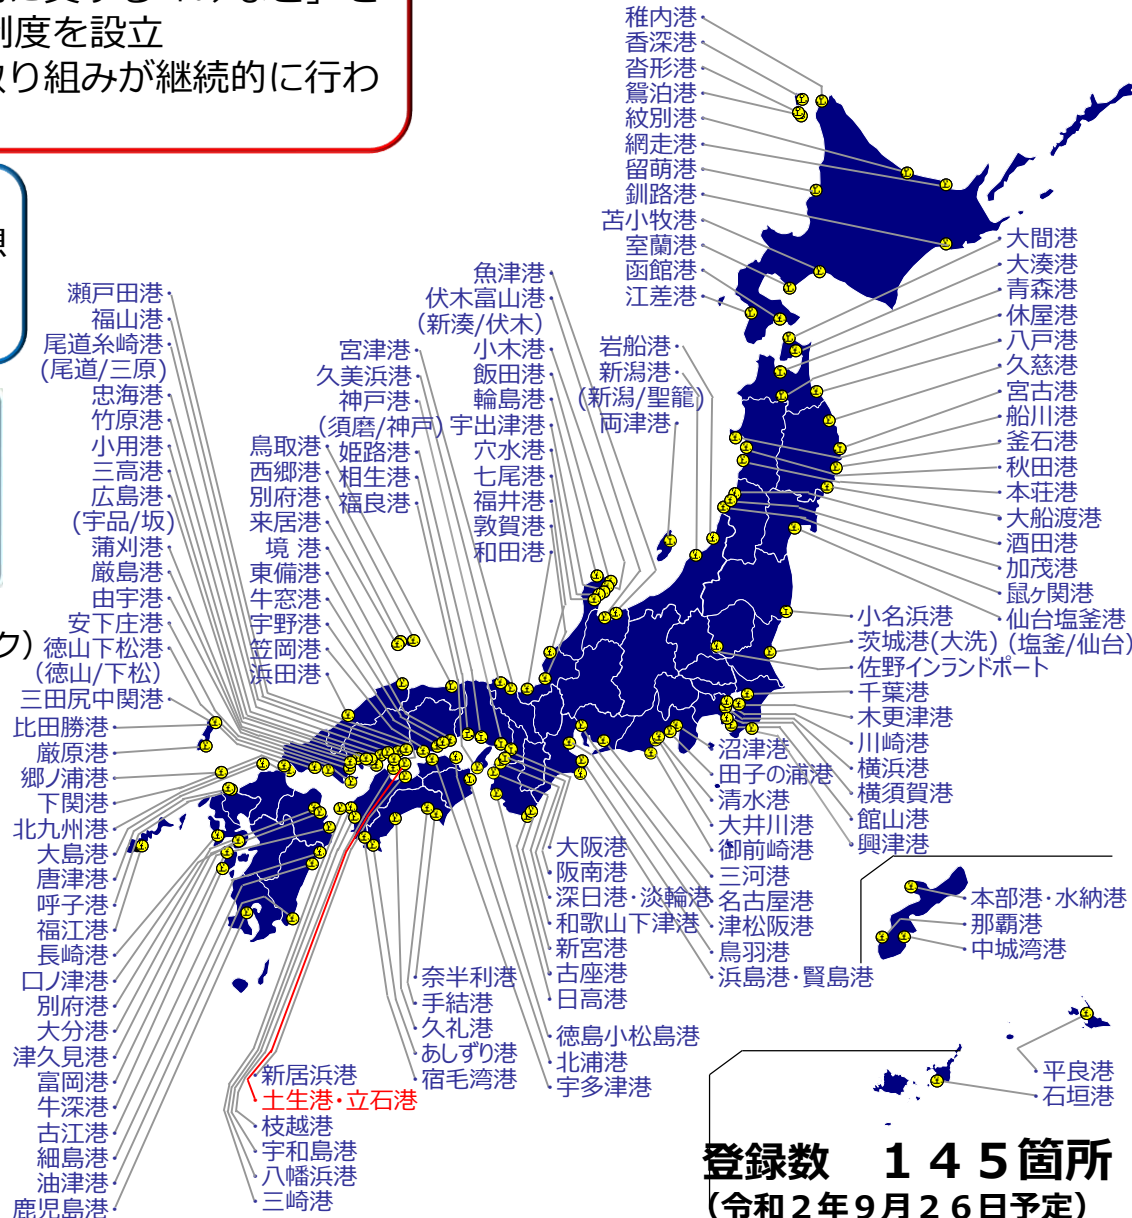 制度を設立
取り組みが継続的に行わ
ク)
稚内港
香深港
沓形港
鴛泊港
紋別港
網走港
留萌港
釧路港
苫小牧港
室蘭港
函館港
江差港
大間港
大湊港
青森港
休屋港
八戸港
久慈港
宮古港
船川港
釜石港
秋田港
本荘港
大船渡港
酒田港
加茂港
鼠ヶ関港
仙台塩釜港
(塩釜/仙台)
魚津港
伏木富山港
(新湊/伏木)
小木港
飯田港
輪島港
宇出津港
穴水港
七尾港
福井港
敦賀港
和田港
岩船港
新潟港
(新潟/聖籠)
両津港
宮津港
久美浜港
神戸港
(須磨/神戸)
姫路港
相生港
福良港
鳥取港
西郷港
別府港
来居港
境 港
東備港
牛窓港
宇野港
笠岡港
浜田港
瀬戸田港
福山港
尾道糸崎港
(尾道/三原)
忠海港
竹原港
小用港
三高港
広島港
(宇品/坂)
蒲刈港
厳島港
由宇港
安下庄港
徳山下松港
(徳山/下松)
三田尻中関港
比田勝港
厳原港
郷ノ浦港
下関港
北九州港
大島港
唐津港
呼子港
福江港
長崎港
口ノ津港
別府港
大分港
津久見港
富岡港
牛深港
古江港
細島港
油津港
鹿児島港
小名浜港
茨城港(大洗)
佐野インランドポート
千葉港
木更津港
川崎港
横浜港
横須賀港
館山港
興津港
沼津港
田子の浦港
清水港
大井川港
御前崎港
三河港
名古屋港
津松阪港
鳥羽港
浜島港・賢島港
大阪港
阪南港
深日港・淡輪港
和歌山下津港
新宮港
古座港
日高港
徳島小松島港
北浦港
宇多津港
奈半利港
手結港
久礼港
あしずり港
宿毛湾港
新居浜港
土生港・立石港
枝越港
宇和島港
八幡浜港
三崎港
本部港・水納港
那覇港
中城湾港
平良港
石垣港
登録数 １４５箇所
(令和２年９月２６日予定)